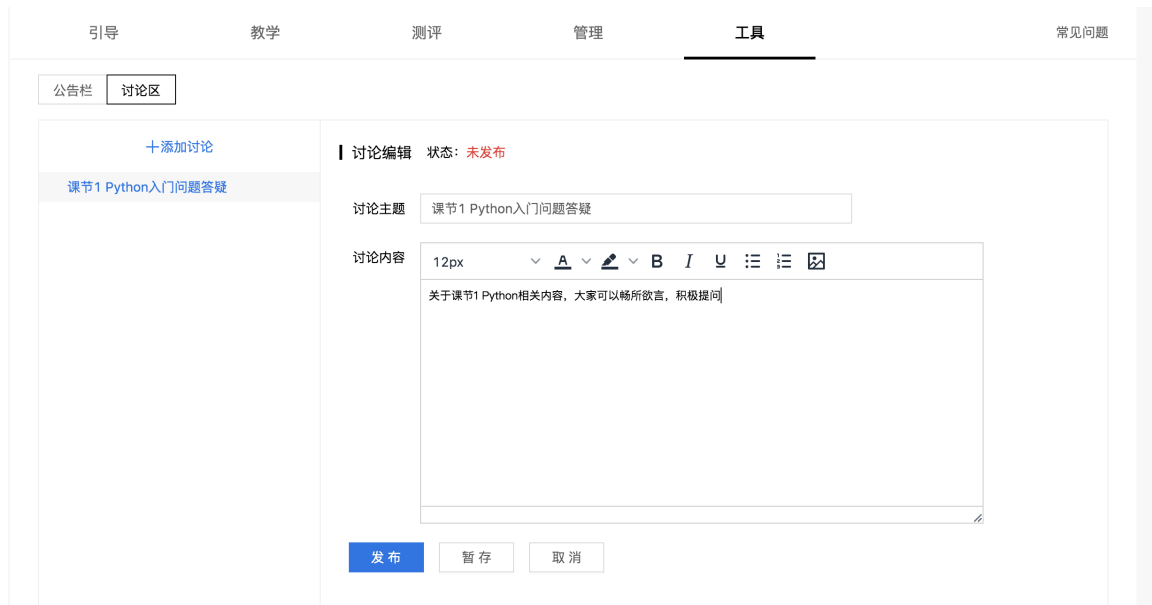 引导 教学 测评 管理 工具 常见问题
公告栏 讨论区
＋添加讨论
课节1 Python入门问题答疑
讨论编辑 状态：未发布
讨论主题 课节1 Python入门问题答疑
讨论内容 12px A B I U
关于课节1 Python相关内容，大家可以畅所欲言，积极提问
发布 暂存 取消